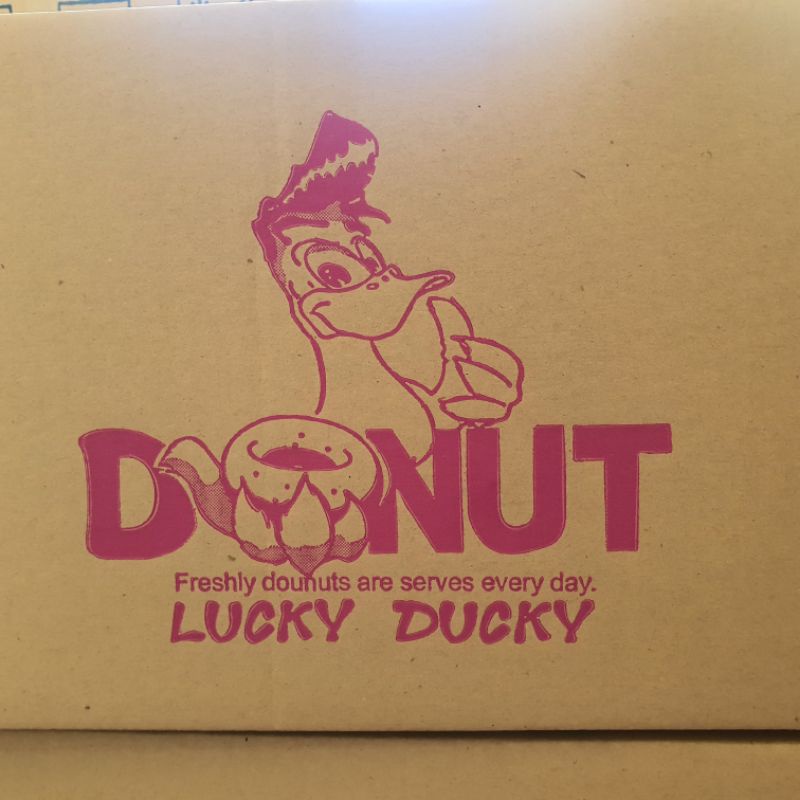 DONUT
Freshly dounuts are serves every day.
LUCKY DUCKY